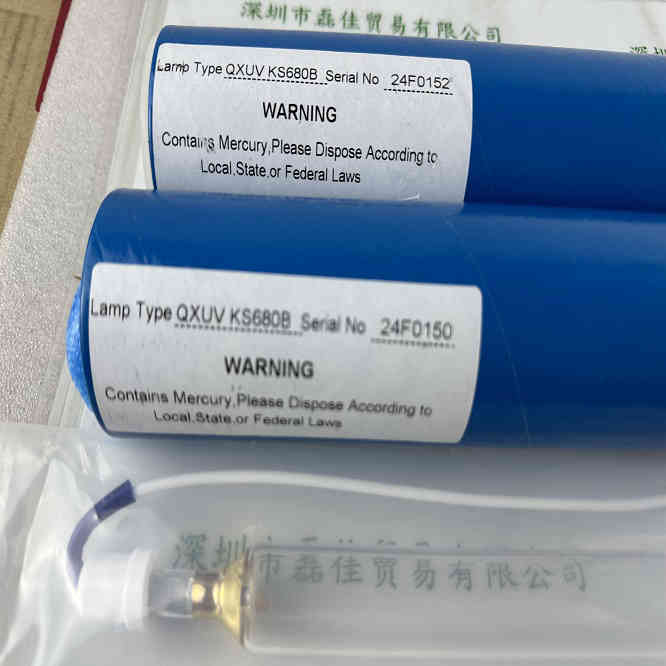 深圳市磊佳贸易有限公司
深圳
Lamp Type QXUV KS680B Serial No 24F0152
WARNING
Contains Mercury,Please Dispose According to
Local,State,or Federal Laws
Lamp Type QXUV KS680B Serial No 24F0150
WARNING
Contains Mercury,Please Dispose According to
Local,State,or Federal Laws
深圳市磊佳贸易有限公司